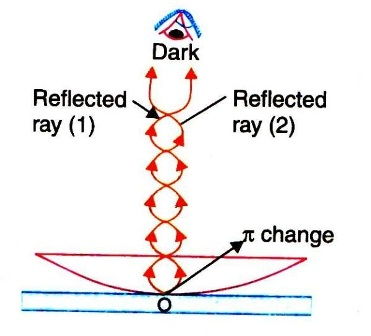 Dark
Reflected
ray (1)
Reflected
ray (2)
π change
O